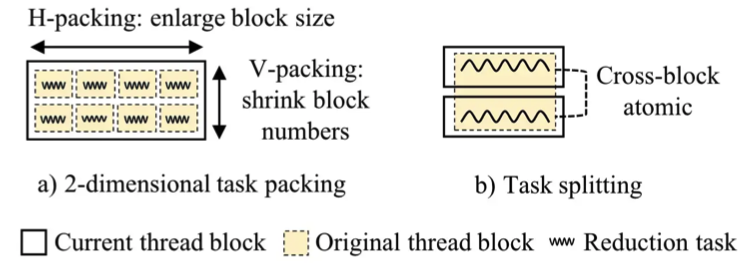 H-packing: enlarge block size
V-packing:
shrink block
numbers
Cross-block
atomic
a) 2-dimensional task packing
b) Task splitting
Current thread block
Original thread block
Reduction task